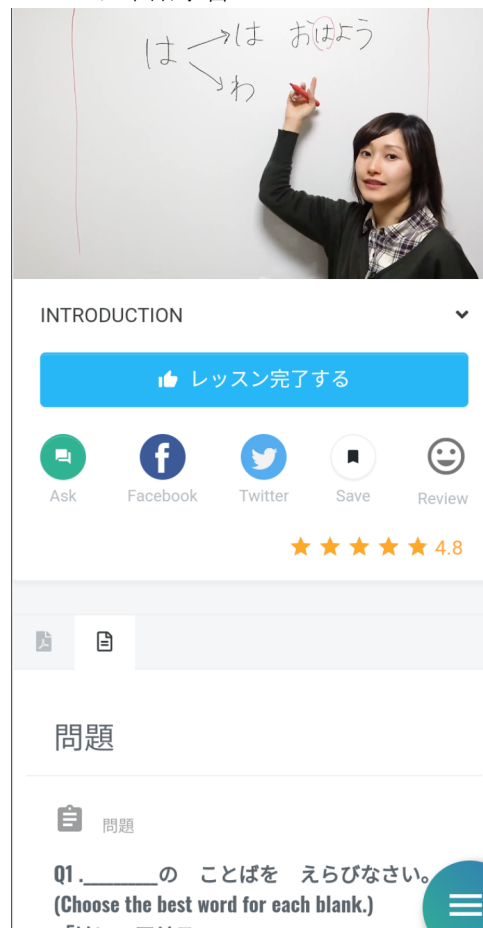 は → は おはよう
↘ わ
INTRODUCTION
レッスン完了する
Ask Facebook Twitter Save Review
4.8
問題
問題
Q1 .________の ことばを えらびなさい。
(Choose the best word for each blank.)